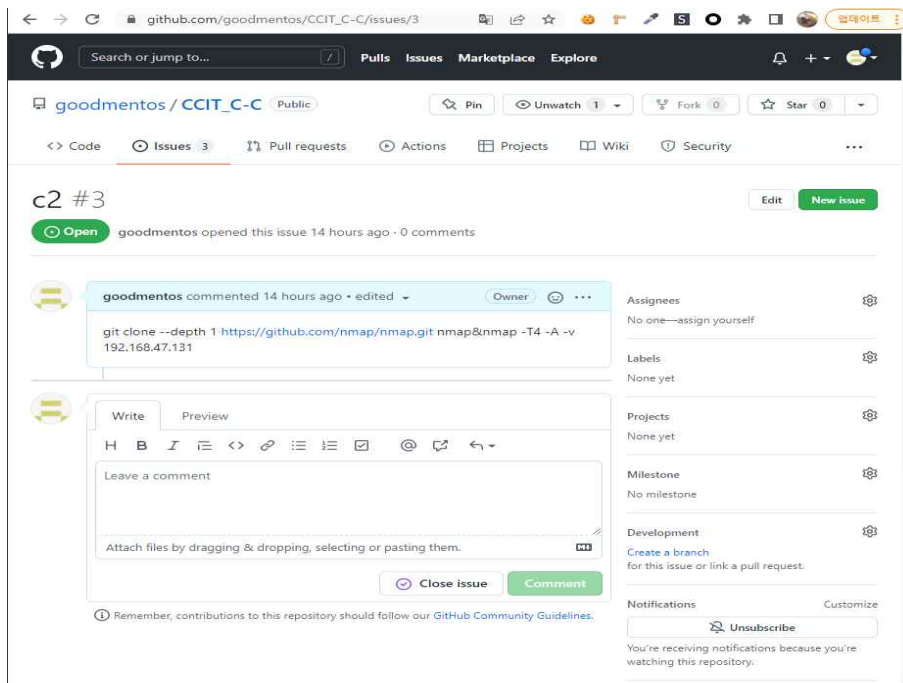 github.com/goodmentos/CCIT_C-C/issues/3
업데이트
Search or jump to... / Pulls Issues Marketplace Explore
goodmentos / CCIT_C-C Public Pin Unwatch 1 Fork 0 Star 0
<> Code Issues 3 Pull requests Actions Projects Wiki Security ...
c2 #3
Edit New issue
Open goodmentos opened this issue 14 hours ago · 0 comments
goodmentos commented 14 hours ago • edited Owner ...
git clone --depth 1 https://github.com/nmap/nmap.git nmap&nmap -T4 -A -v
192.168.47.131
Write Preview
H B I <> @
Leave a comment
Attach files by dragging & dropping, selecting or pasting them.
Close issue Comment
Remember, contributions to this repository should follow our GitHub Community Guidelines.
Assignees
No one—assign yourself
Labels
None yet
Projects
None yet
Milestone
No milestone
Development
Create a branch
for this issue or link a pull request.
Notifications Customize
Unsubscribe
You're receiving notifications because you're
watching this repository.